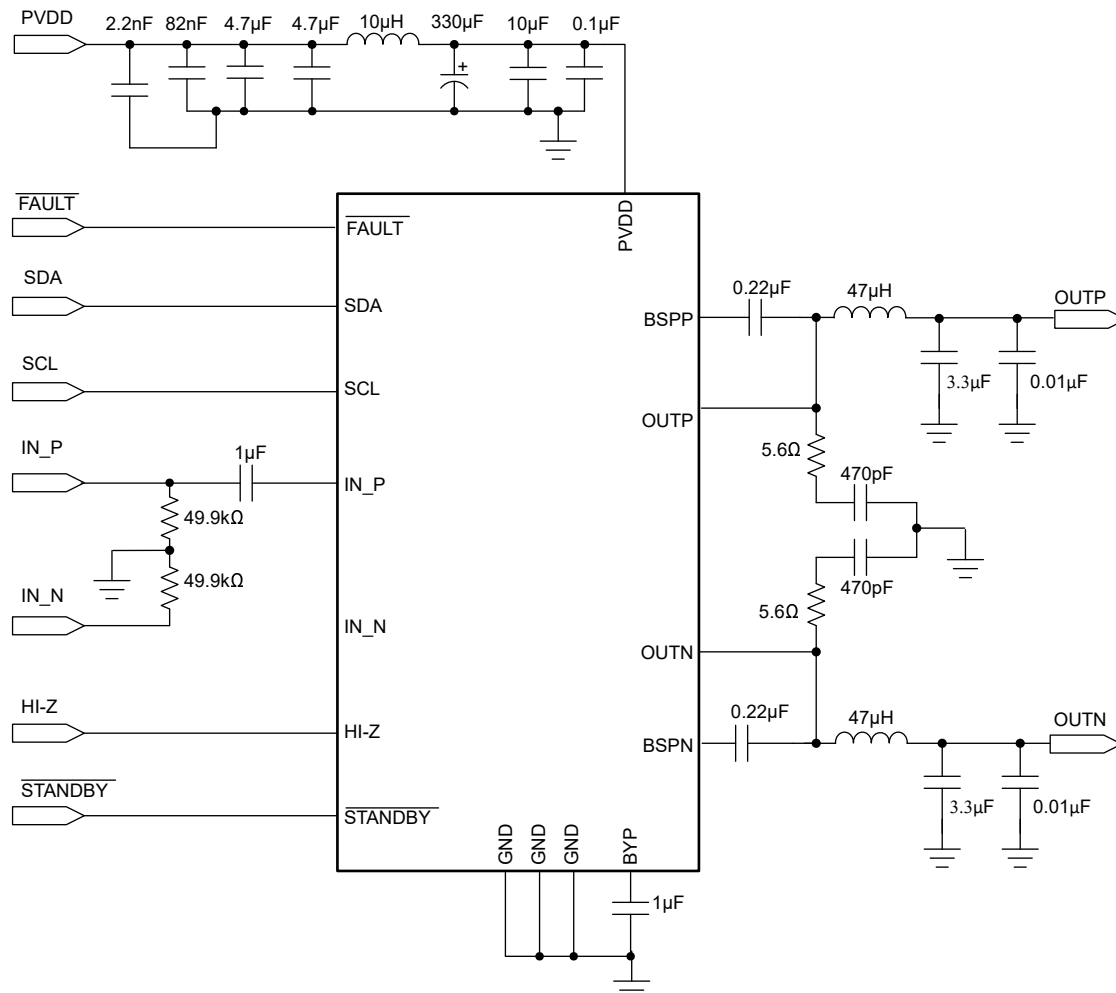 PVDD
2.2nF 82nF 4.7µF 4.7µF 10µH 330µF 10µF 0.1µF
+
FAULT
FAULT
PVDD
SDA
SDA
SCL
SCL
IN_P
1µF
IN_P
49.9kΩ
49.9kΩ
IN_N
IN_N
HI-Z
HI-Z
STANDBY
STANDBY
GND GND GND BYP
1µF
BSPP
0.22µF
47µH
OUTP
3.3µF 0.01µF
OUTP
5.6Ω
470pF
470pF
5.6Ω
OUTN
0.22µF
47µH
OUTN
BSPN
3.3µF 0.01µF